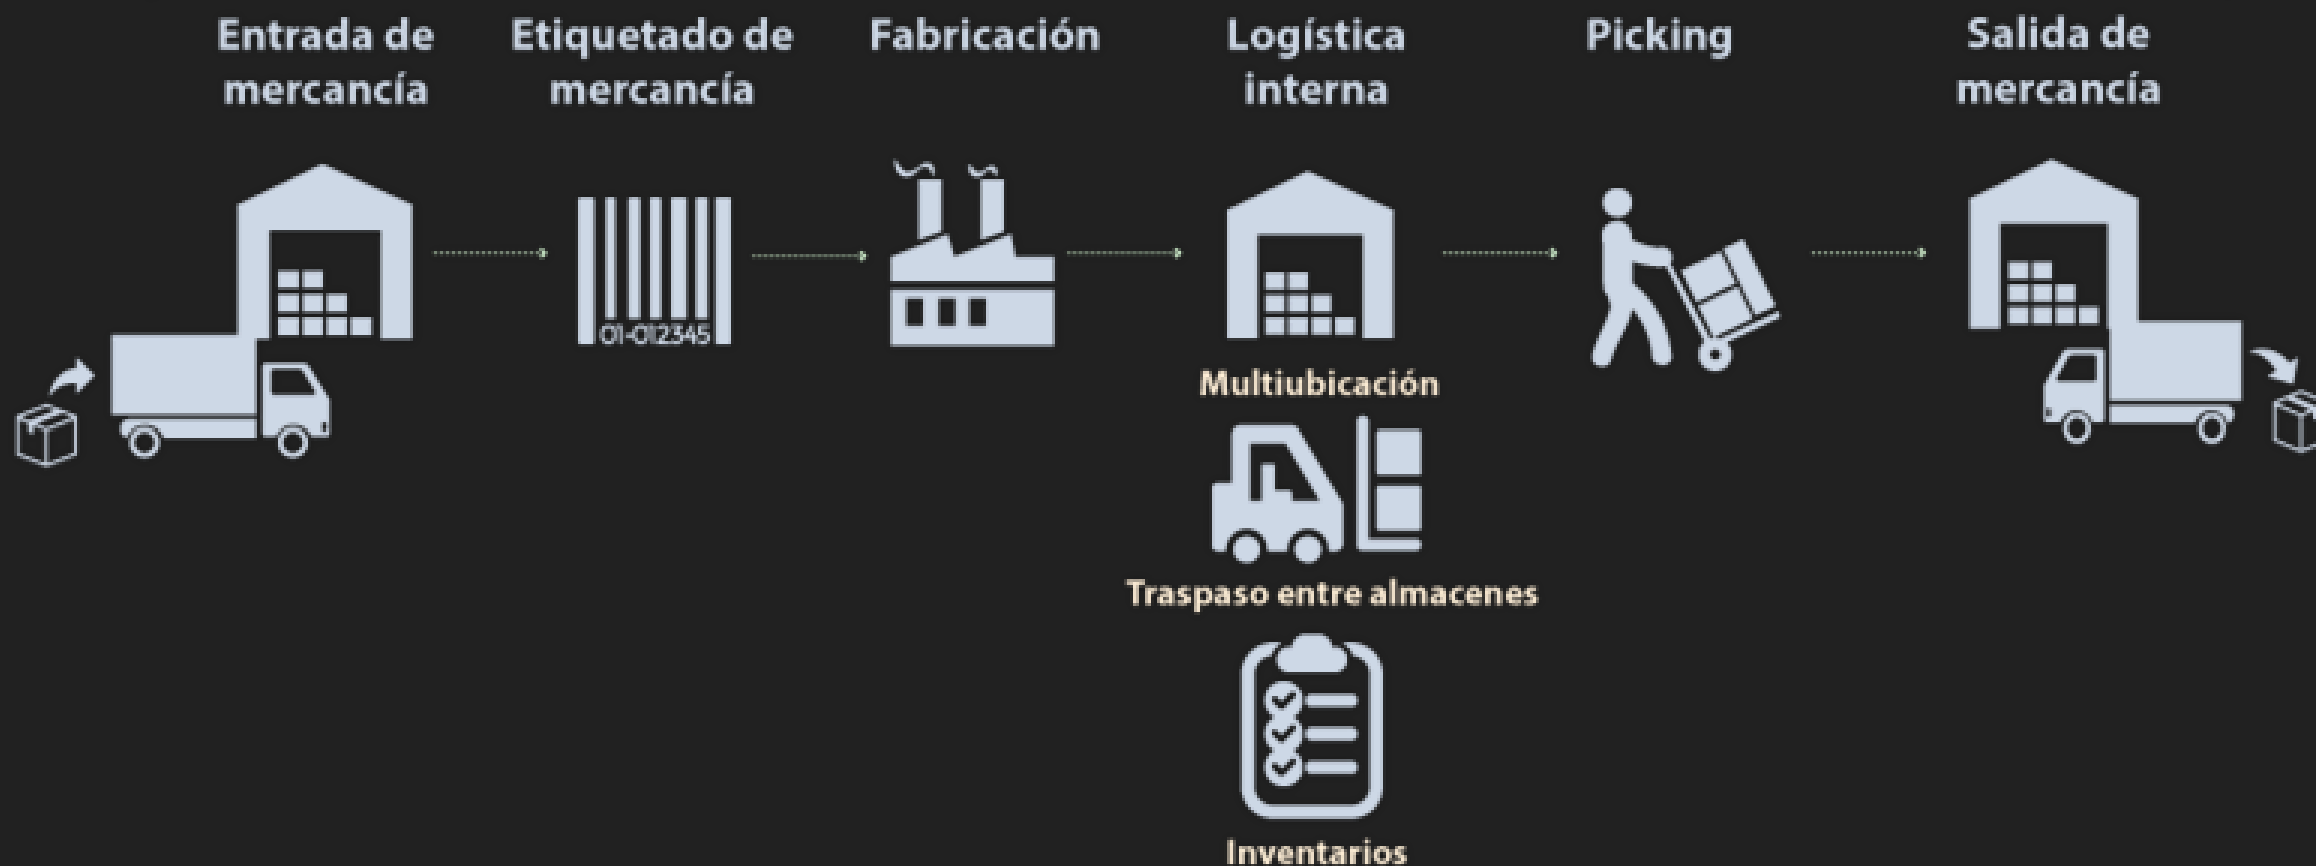 Entrada de
mercancía
Etiquetado de
mercancía
Fabricación
Logística
interna
Picking
Salida de
mercancía
01-012345
Multiubicación
Traspaso entre almacenes
Inventarios